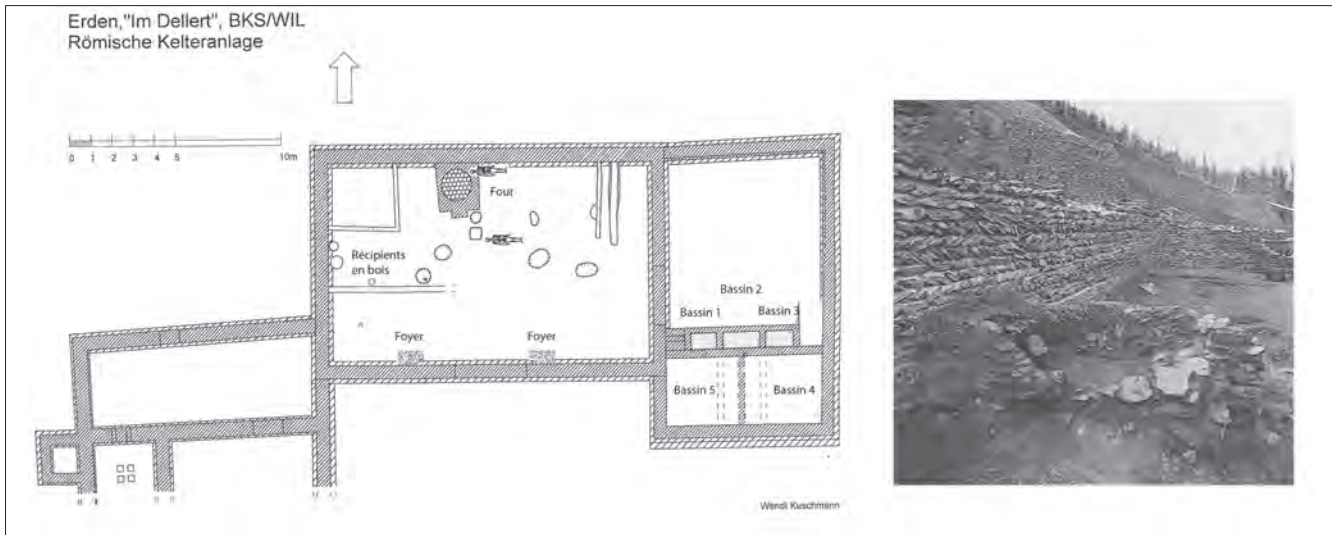 Erden,"Im Dellert", BKS/WIL
Römische Kelteranlage
0 1 2 3 4 5 10m
Four
Récipients
en bois
Foyer
Foyer
Bassin 2
Bassin 1
Bassin 3
Bassin 5
Bassin 4
Wendi Kuschmann